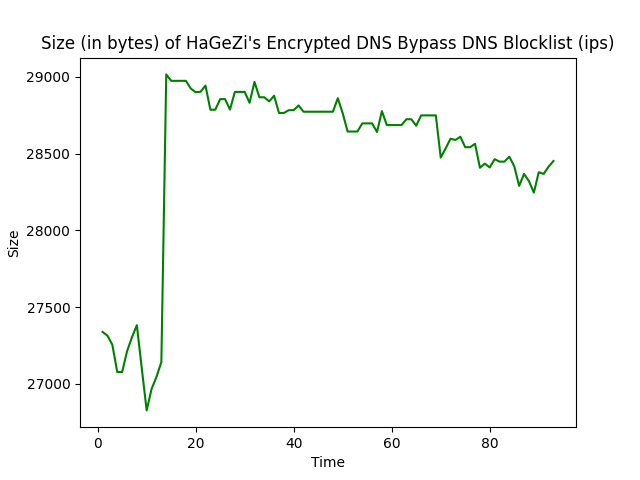 Size (in bytes) of HaGeZi's Encrypted DNS Bypass DNS Blocklist (ips)
29000
28500
28000
27500
27000
Size
0 20 40 60 80
Time